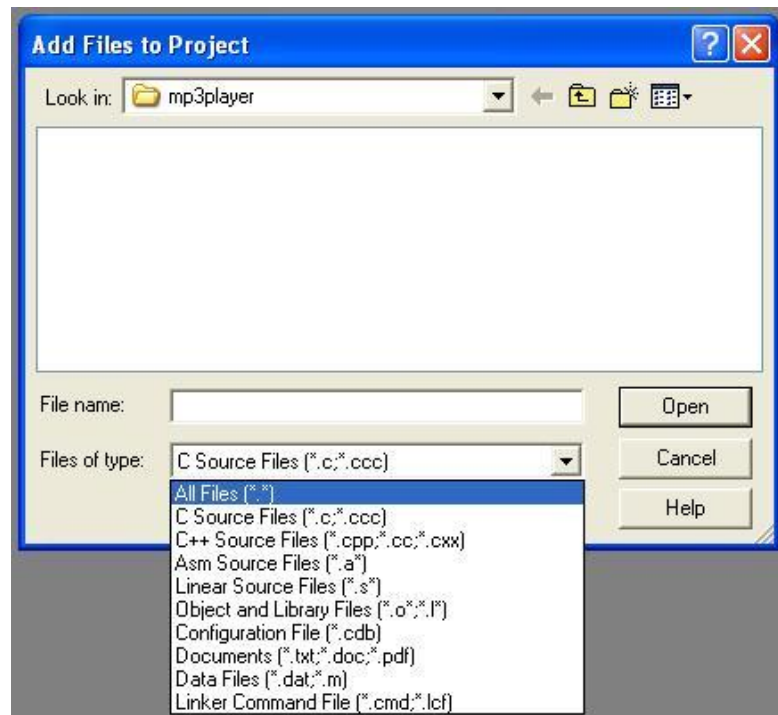 Add Files to Project
Look in: mp3player
File name:
Open
Files of type: C Source Files (*.c;*.ccc)
Cancel
All Files (*.*)
Help
C Source Files (*.c;*.ccc)
C++ Source Files (*.cpp;*.cc;*.cxx)
Asm Source Files (*.a*)
Linear Source Files (*.s*)
Object and Library Files (*.o*;*.l*)
Configuration File (*.cdb)
Documents (*.txt;*.doc;*.pdf)
Data Files (*.dat;*.m)
Linker Command File (*.cmd;*.lcf)